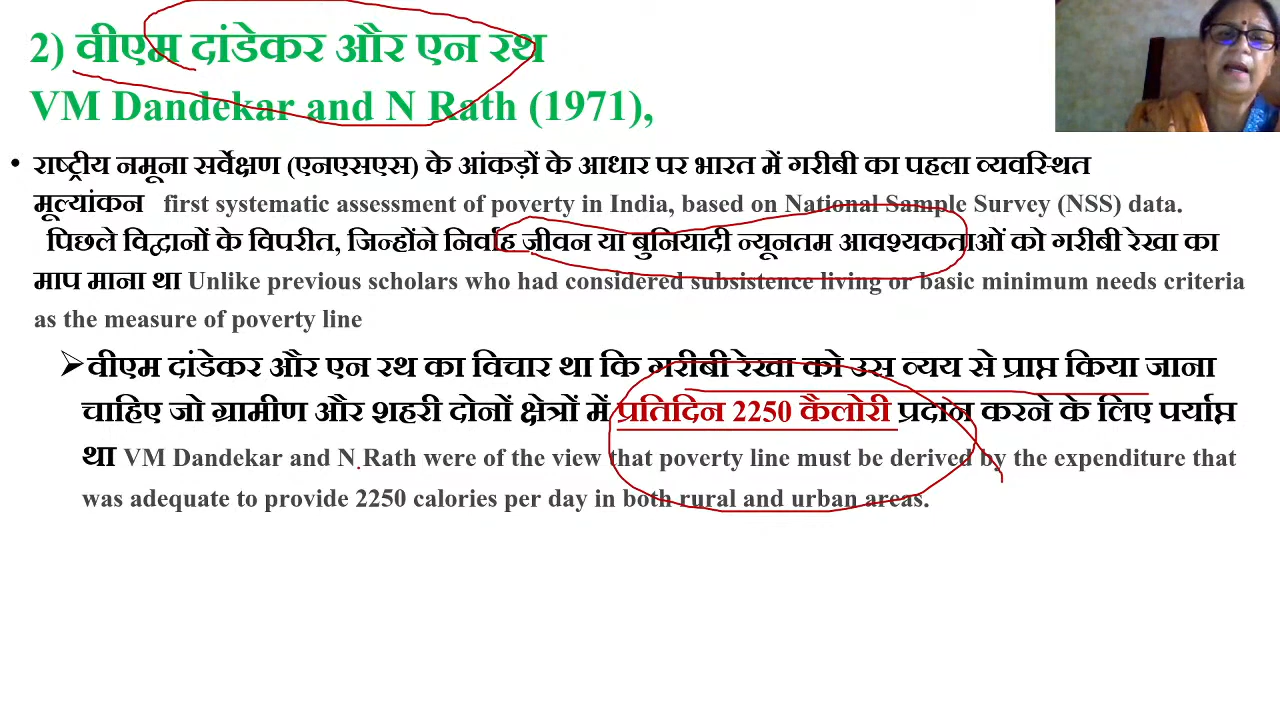 2) वीएम दांडेकर और एन रथ
VM Dandekar and N Rath (1971),
• राष्ट्रीय नमूना सर्वेक्षण (एनएसएस) के आंकड़ों के आधार पर भारत में गरीबी का पहला व्यवस्थित
मूल्यांकन first systematic assessment of poverty in India, based on National Sample Survey (NSS) data.
पिछले विद्वानों के विपरीत, जिन्होंने निर्वाह जीवन या बुनियादी न्यूनतम आवश्यकताओं को गरीबी रेखा का
माप माना था Unlike previous scholars who had considered subsistence living or basic minimum needs criteria
as the measure of poverty line
➢वीएम दांडेकर और एन रथ का विचार था कि गरीबी रेखा को उस व्यय से प्राप्त किया जाना
चाहिए जो ग्रामीण और शहरी दोनों क्षेत्रों में प्रतिदिन 2250 कैलोरी प्रदान करने के लिए पर्याप्त
था VM Dandekar and N Rath were of the view that poverty line must be derived by the expenditure that
was adequate to provide 2250 calories per day in both rural and urban areas.